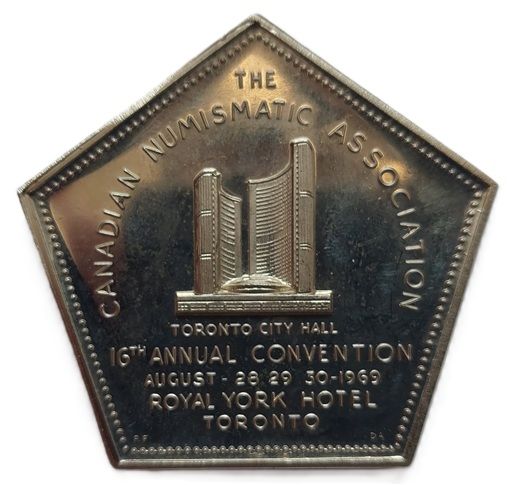 THE
CANADIAN NUMISMATIC ASSOCIATION
TORONTO CITY HALL
16TH ANNUAL CONVENTION
AUGUST - 28 29 30-1969
ROYAL YORK HOTEL
TORONTO